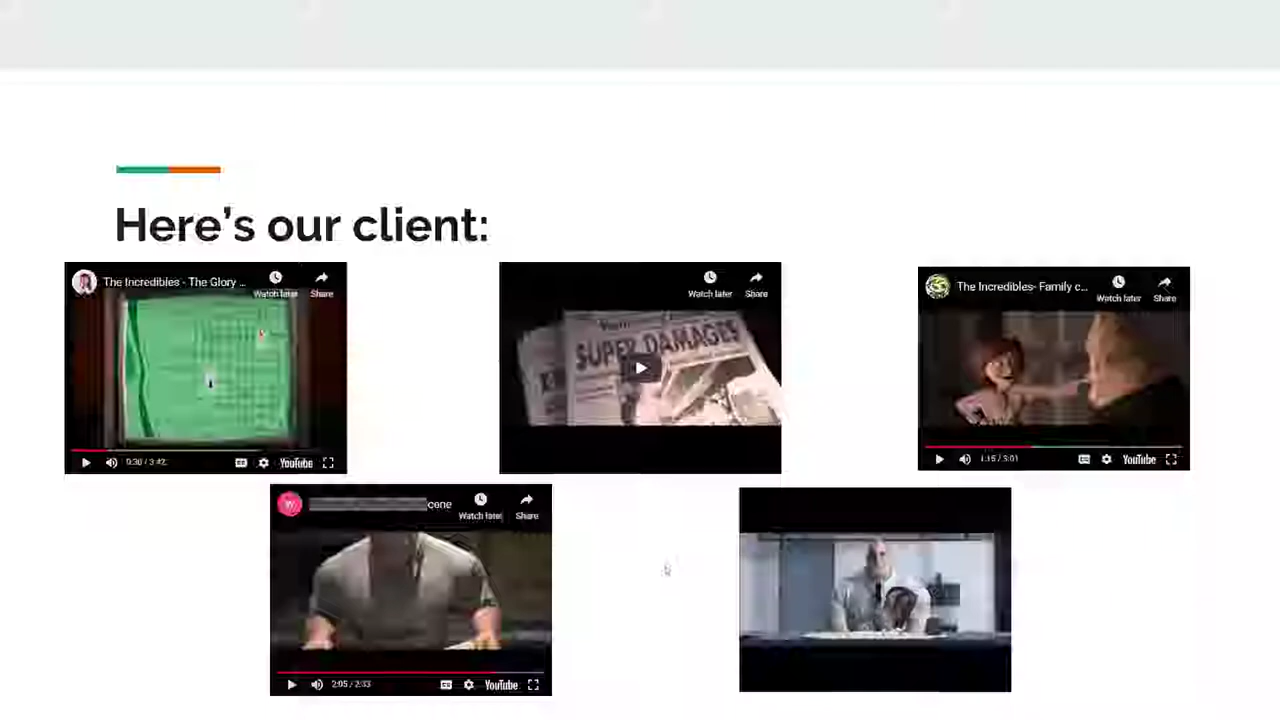 Here's our client:
The Incredibles - The Glory ...
Watch later
Share
0:30 / 3:42
YouTube
Watch later
Share
SUPER DAMAGES
The Incredibles- Family c...
Watch later
Share
1:15 / 3:01
YouTube
cene
Watch later
Share
2:05 / 2:33
YouTube